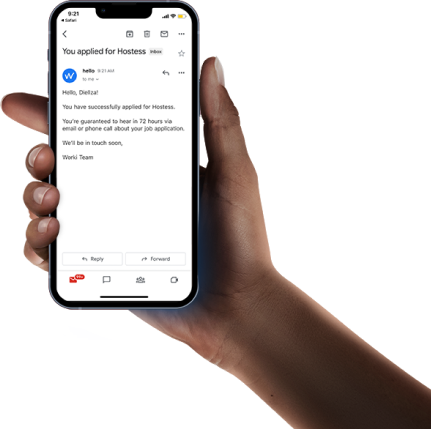 9:21
Safari
You applied for Hostess Inbox
hello 9:21 AM
to me
Hello, Diellza!
You have successfully applied for Hostess.
You're guaranteed to hear in 72 hours via
email or phone call about your job application.
We'll be in touch soon,
Worki Team
Reply Forward
99+